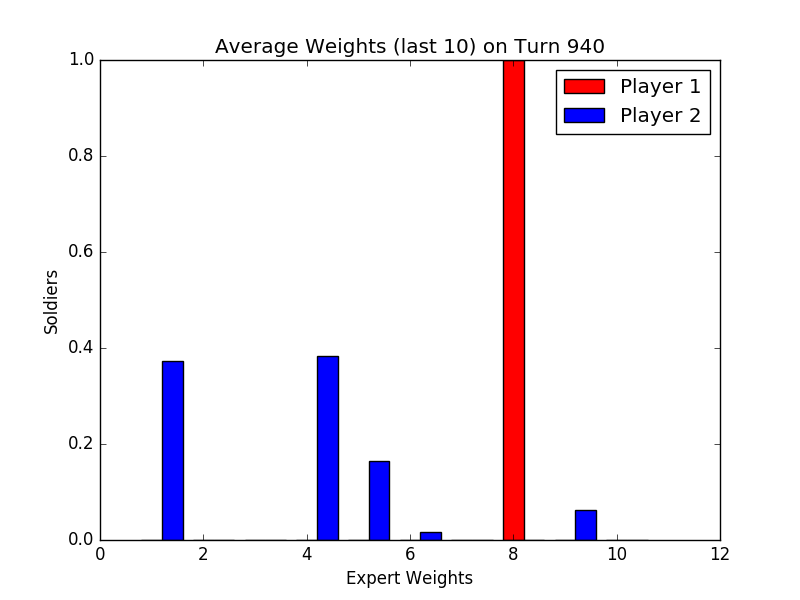 Average Weights (last 10) on Turn 940
1.0
0.8
0.6
0.4
0.2
0.0
Soldiers
Player 1
Player 2
0 2 4 6 8 10 12
Expert Weights